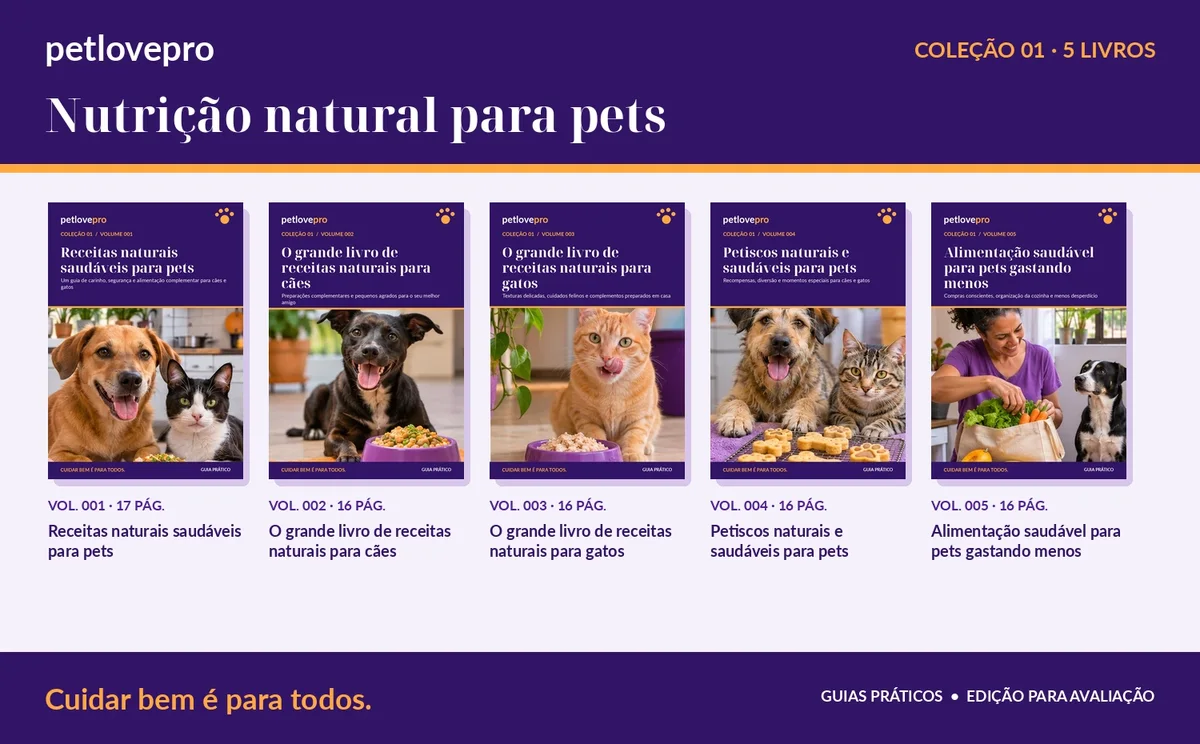 petlovepro
COLEÇÃO 01 · 5 LIVROS
Nutrição natural para pets
petlovepro
COLEÇÃO 01 / VOLUME 001
Receitas naturais
saudáveis para pets
Um guia de carinho, segurança e alimentação complementar para cães e
gatos
CUIDAR BEM É PARA TODOS.
GUIA PRÁTICO
VOL. 001 · 17 PÁG.
Receitas naturais saudáveis
para pets
petlovepro
COLEÇÃO 01 / VOLUME 002
O grande livro de
receitas naturais para
cães
Preparações complementares e pequenos agrados para o seu melhor
amigo
CUIDAR BEM É PARA TODOS.
GUIA PRÁTICO
VOL. 002 · 16 PÁG.
O grande livro de receitas
naturais para cães
petlovepro
COLEÇÃO 01 / VOLUME 003
O grande livro de
receitas naturais para
gatos
Texturas delicadas, cuidados felinos e complementos preparados em casa
CUIDAR BEM É PARA TODOS.
GUIA PRÁTICO
VOL. 003 · 16 PÁG.
O grande livro de receitas
naturais para gatos
petlovepro
COLEÇÃO 01 / VOLUME 004
Petiscos naturais e
saudáveis para pets
Recompensas, diversão e momentos especiais para cães e gatos
CUIDAR BEM É PARA TODOS.
GUIA PRÁTICO
VOL. 004 · 16 PÁG.
Petiscos naturais e
saudáveis para pets
petlovepro
COLEÇÃO 01 / VOLUME 005
Alimentação saudável
para pets gastando
menos
Compras conscientes, organização da cozinha e menos desperdício
CUIDAR BEM É PARA TODOS.
GUIA PRÁTICO
VOL. 005 · 16 PÁG.
Alimentação saudável para
pets gastando menos
Cuidar bem é para todos.
GUIAS PRÁTICOS • EDIÇÃO PARA AVALIAÇÃO